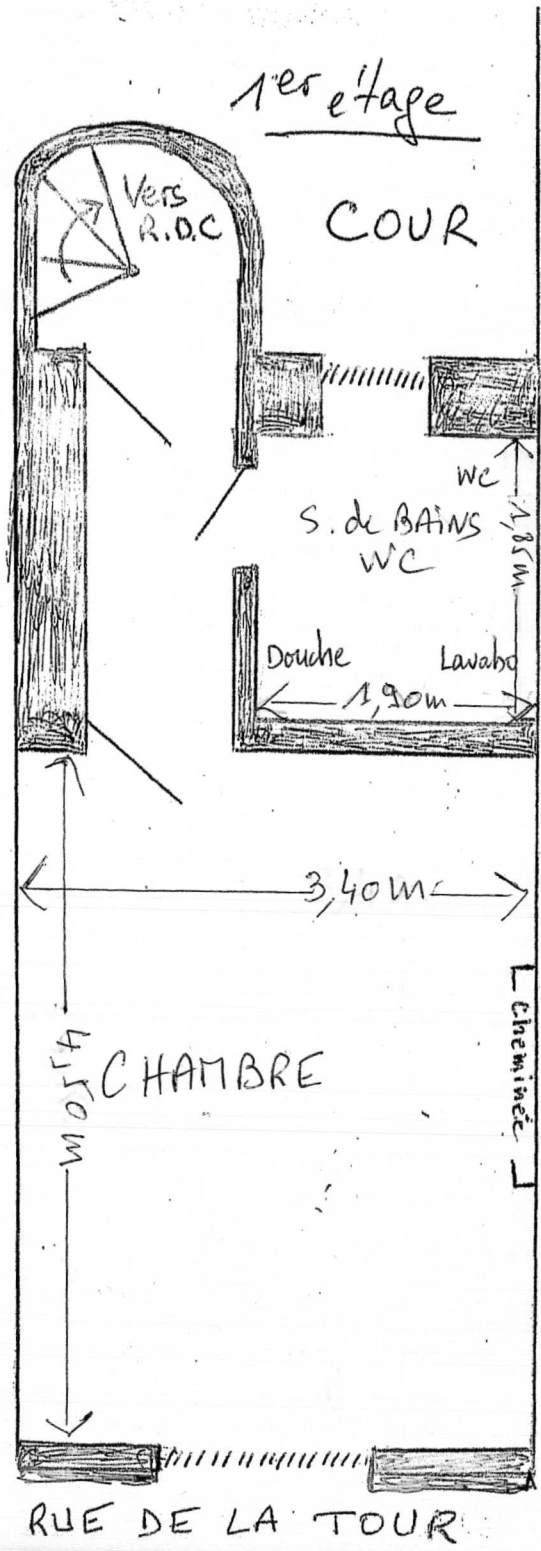 1er étage
Vers
R.D.C
COUR
WC
1,85m
S. de BAiNS
WC
Douche
Lavabo
1,90m
3,40m
Cheminée
4,50m
CHAMBRE
RUE DE LA TOUR